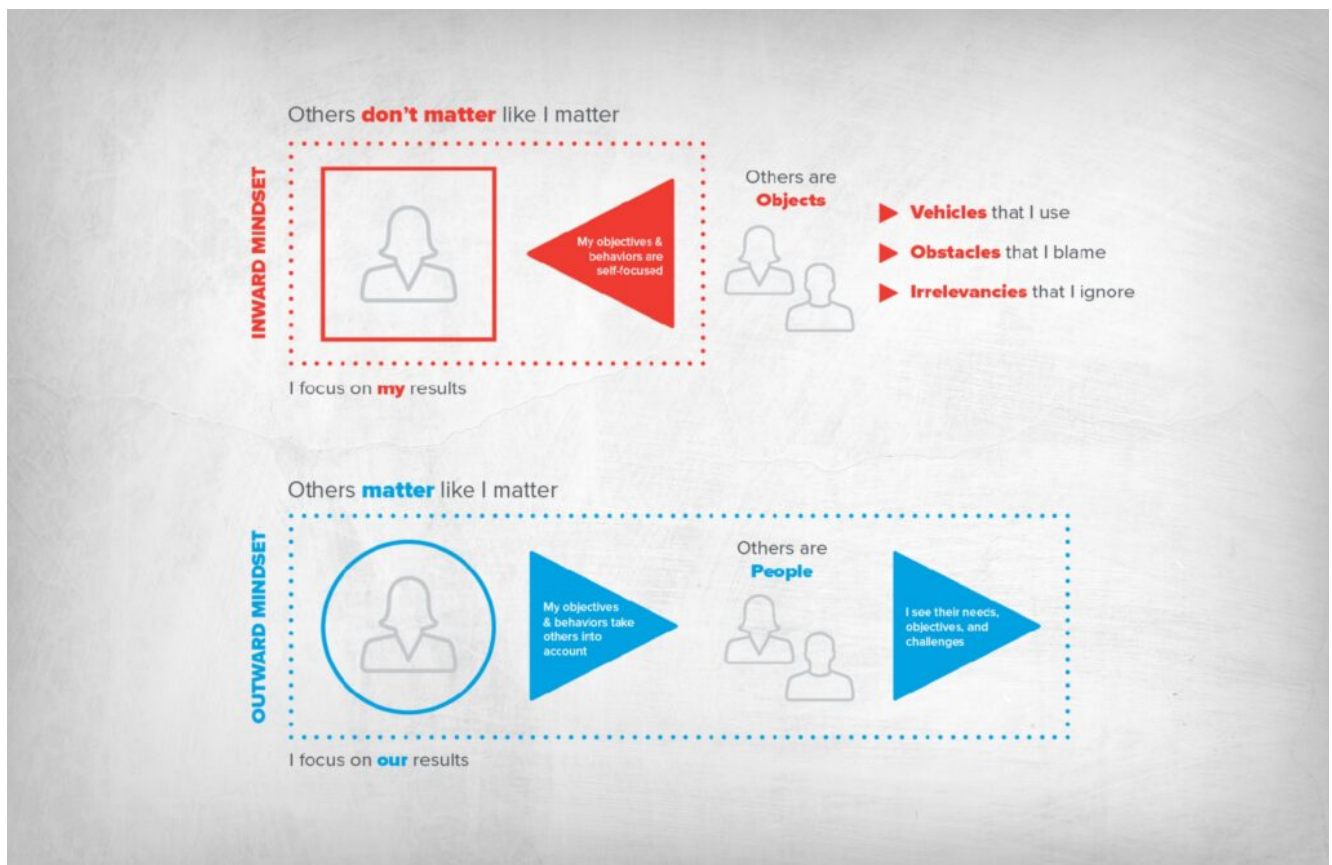 Others don't matter like I matter
INWARD MINDSET
My objectives &
behaviors are
self-focused
Others are
Objects
Vehicles that I use
Obstacles that I blame
Irrelevancies that I ignore
I focus on my results
Others matter like I matter
OUTWARD MINDSET
My objectives
& behaviors take
others into
account
Others are
People
I see their needs,
objectives, and
challenges
I focus on our results